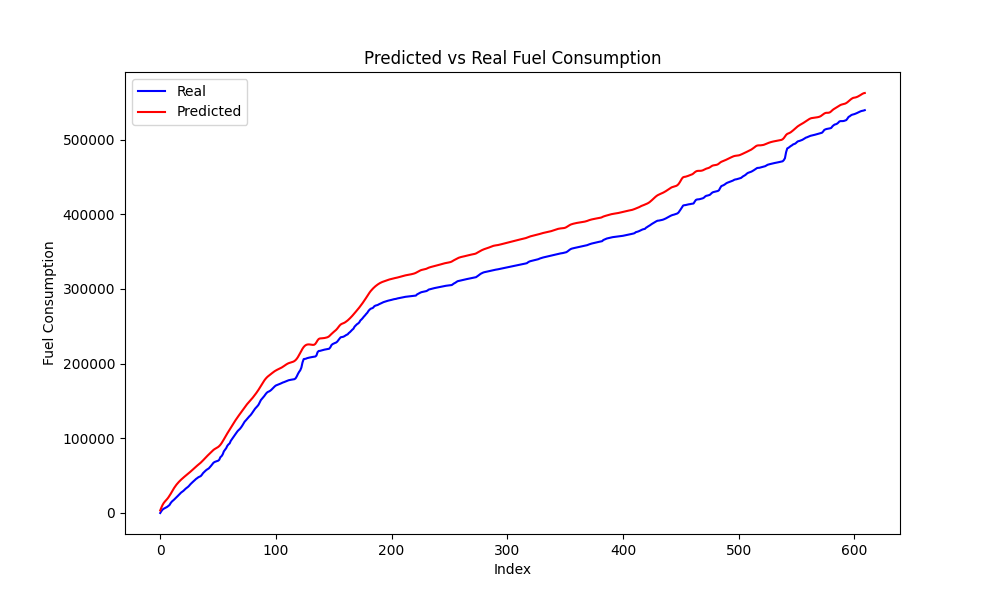 Predicted vs Real Fuel Consumption
Real
Predicted
Fuel Consumption
500000
400000
300000
200000
100000
0
0 100 200 300 400 500 600
Index